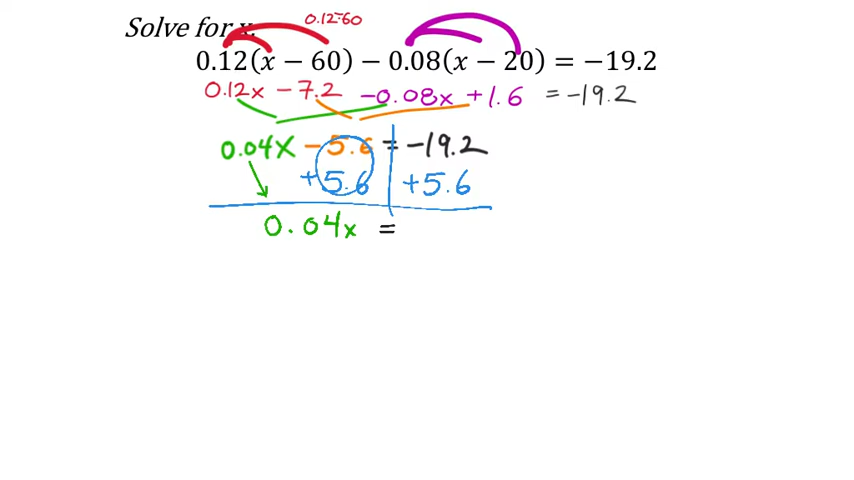 Solve for x.
0.12-60
0.12(x − 60) − 0.08(x − 20) = −19.2
0.12x − 7.2 −0.08x +1.6 = −19.2
0.04x − 5.6 = −19.2
+5.6 +5.6
0.04x =